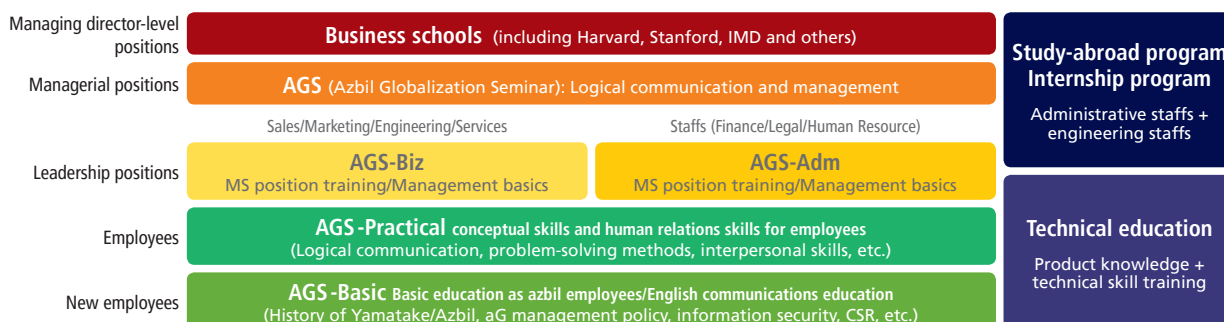 Managing director-level
positions
Business schools (including Harvard, Stanford, IMD and others)
Managerial positions
AGS (Azbil Globalization Seminar): Logical communication and management
Sales/Marketing/Engineering/Services
Staffs (Finance/Legal/Human Resource)
Leadership positions
AGS-Biz
MS position training/Management basics
AGS-Adm
MS position training/Management basics
Employees
AGS-Practical conceptual skills and human relations skills for employees
(Logical communication, problem-solving methods, interpersonal skills, etc.)
New employees
AGS-Basic Basic education as azbil employees/English communications education
(History of Yamatake/Azbil, aG management policy, information security, CSR, etc.)
Study-abroad program
Internship program
Administrative staffs +
engineering staffs
Technical education
Product knowledge +
technical skill training